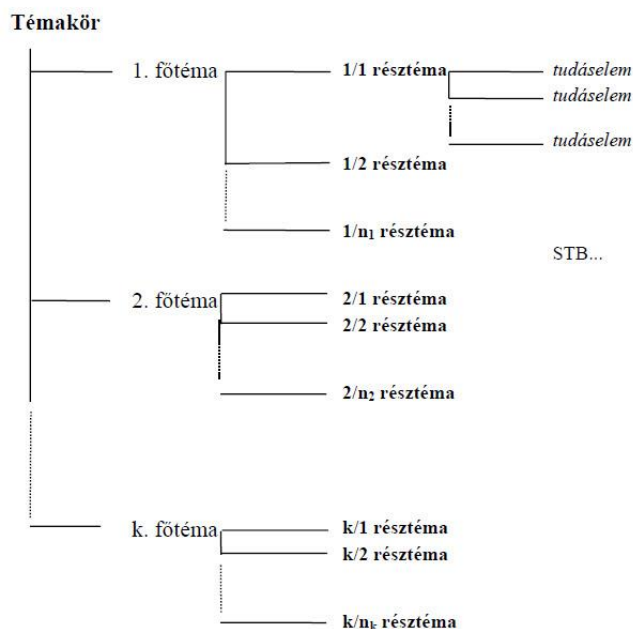 Témakör
1. főtéma
1/1 résztéma
tudáselem
tudáselem
tudáselem
1/2 résztéma
1/n₁ résztéma
STB...
2. főtéma
2/1 résztéma
2/2 résztéma
2/n₂ résztéma
k. főtéma
k/1 résztéma
k/2 résztéma
k/nₖ résztéma